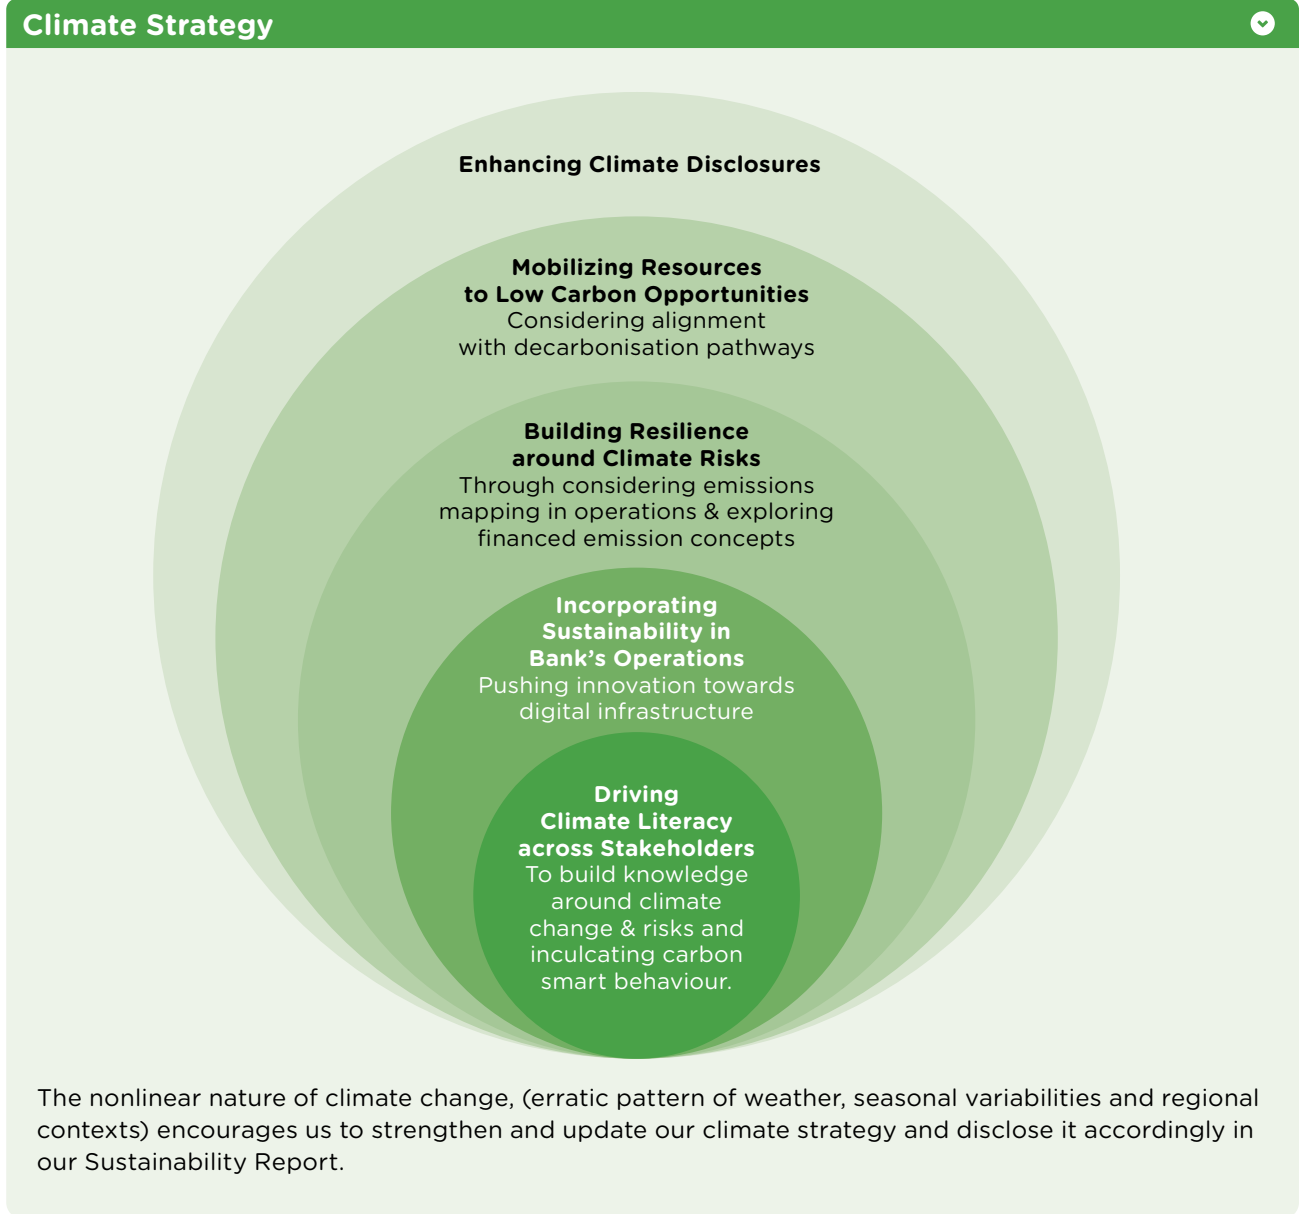 Climate Strategy
Enhancing Climate Disclosures
Mobilizing Resources
to Low Carbon Opportunities
Considering alignment
with decarbonisation pathways
Building Resilience
around Climate Risks
Through considering emissions
mapping in operations & exploring
financed emission concepts
Incorporating
Sustainability in
Bank’s Operations
Pushing innovation towards
digital infrastructure
Driving
Climate Literacy
across Stakeholders
To build knowledge
around climate
change & risks and
inculcating carbon
smart behaviour.
The nonlinear nature of climate change, (erratic pattern of weather, seasonal variabilities and regional
contexts) encourages us to strengthen and update our climate strategy and disclose it accordingly in
our Sustainability Report.